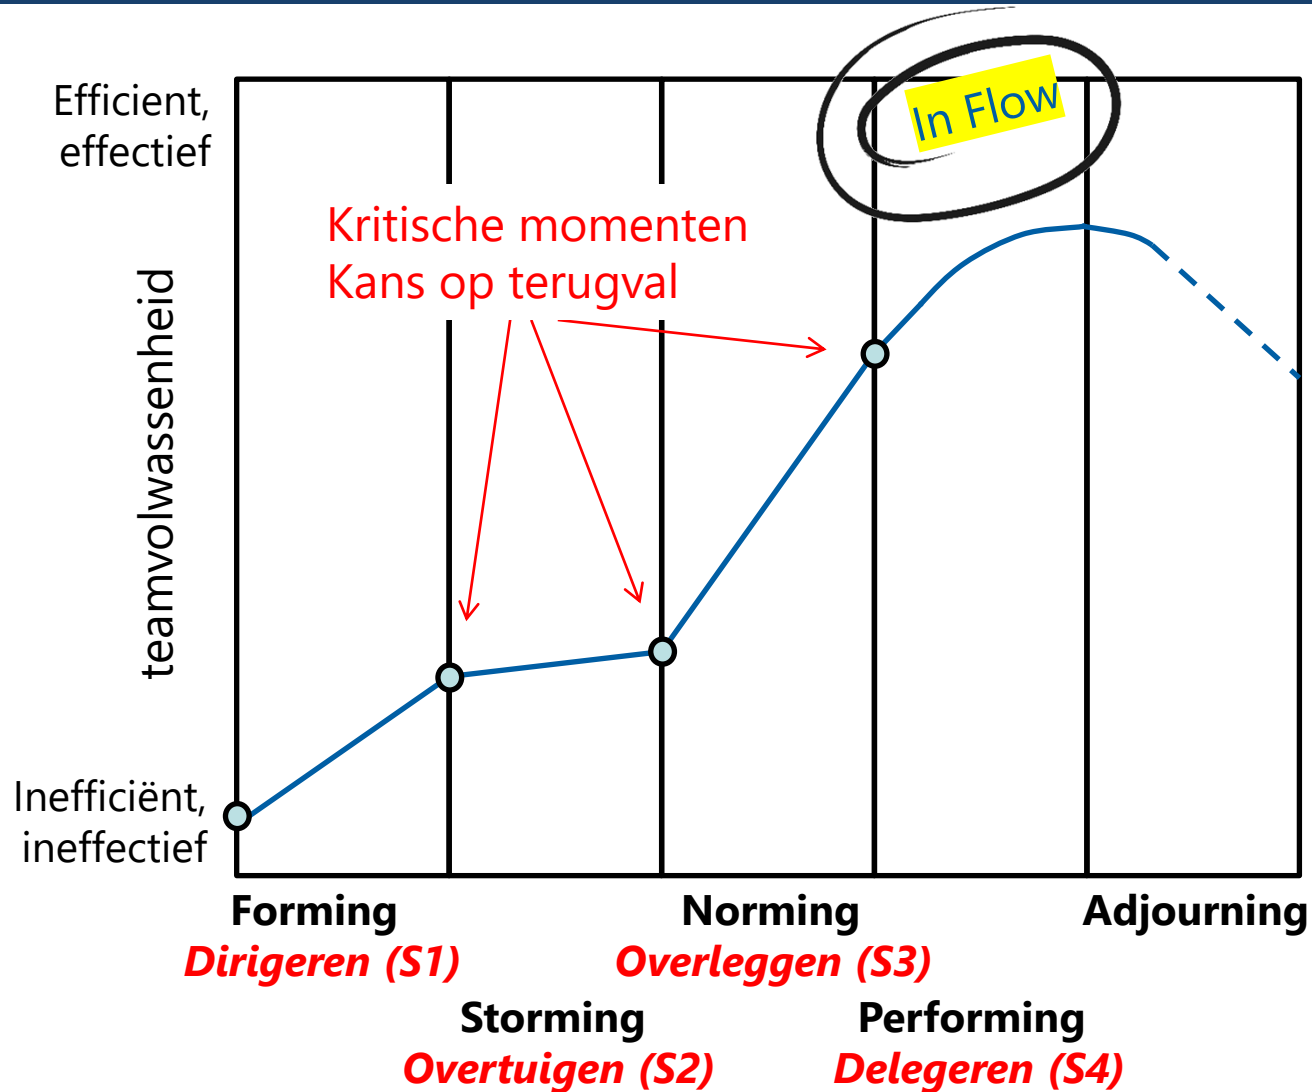 In Flow
Efficient,
effectief
Kritische momenten
Kans op terugval
teamvolwassenheid
Inefficiënt,
ineffectief
Forming
Dirigeren (S1)
Norming
Overleggen (S3)
Adjourning
Storming
Overtuigen (S2)
Performing
Delegeren (S4)